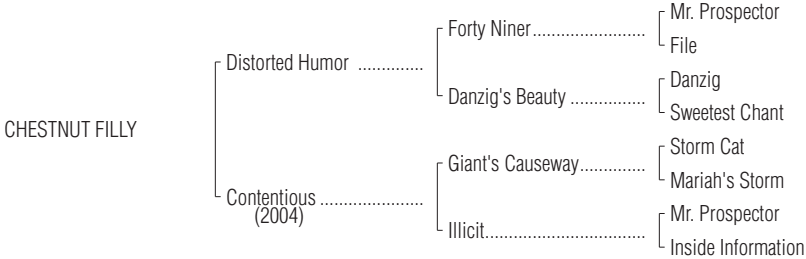 Mr. Prospector
Forty Niner........................
File
Distorted Humor ..............
Danzig
Danzig's Beauty ................
Sweetest Chant
CHESTNUT FILLY
Storm Cat
Giant's Causeway..............
Mariah's Storm
Contentious ......................
(2004)
Mr. Prospector
Illicit..................................
Inside Information